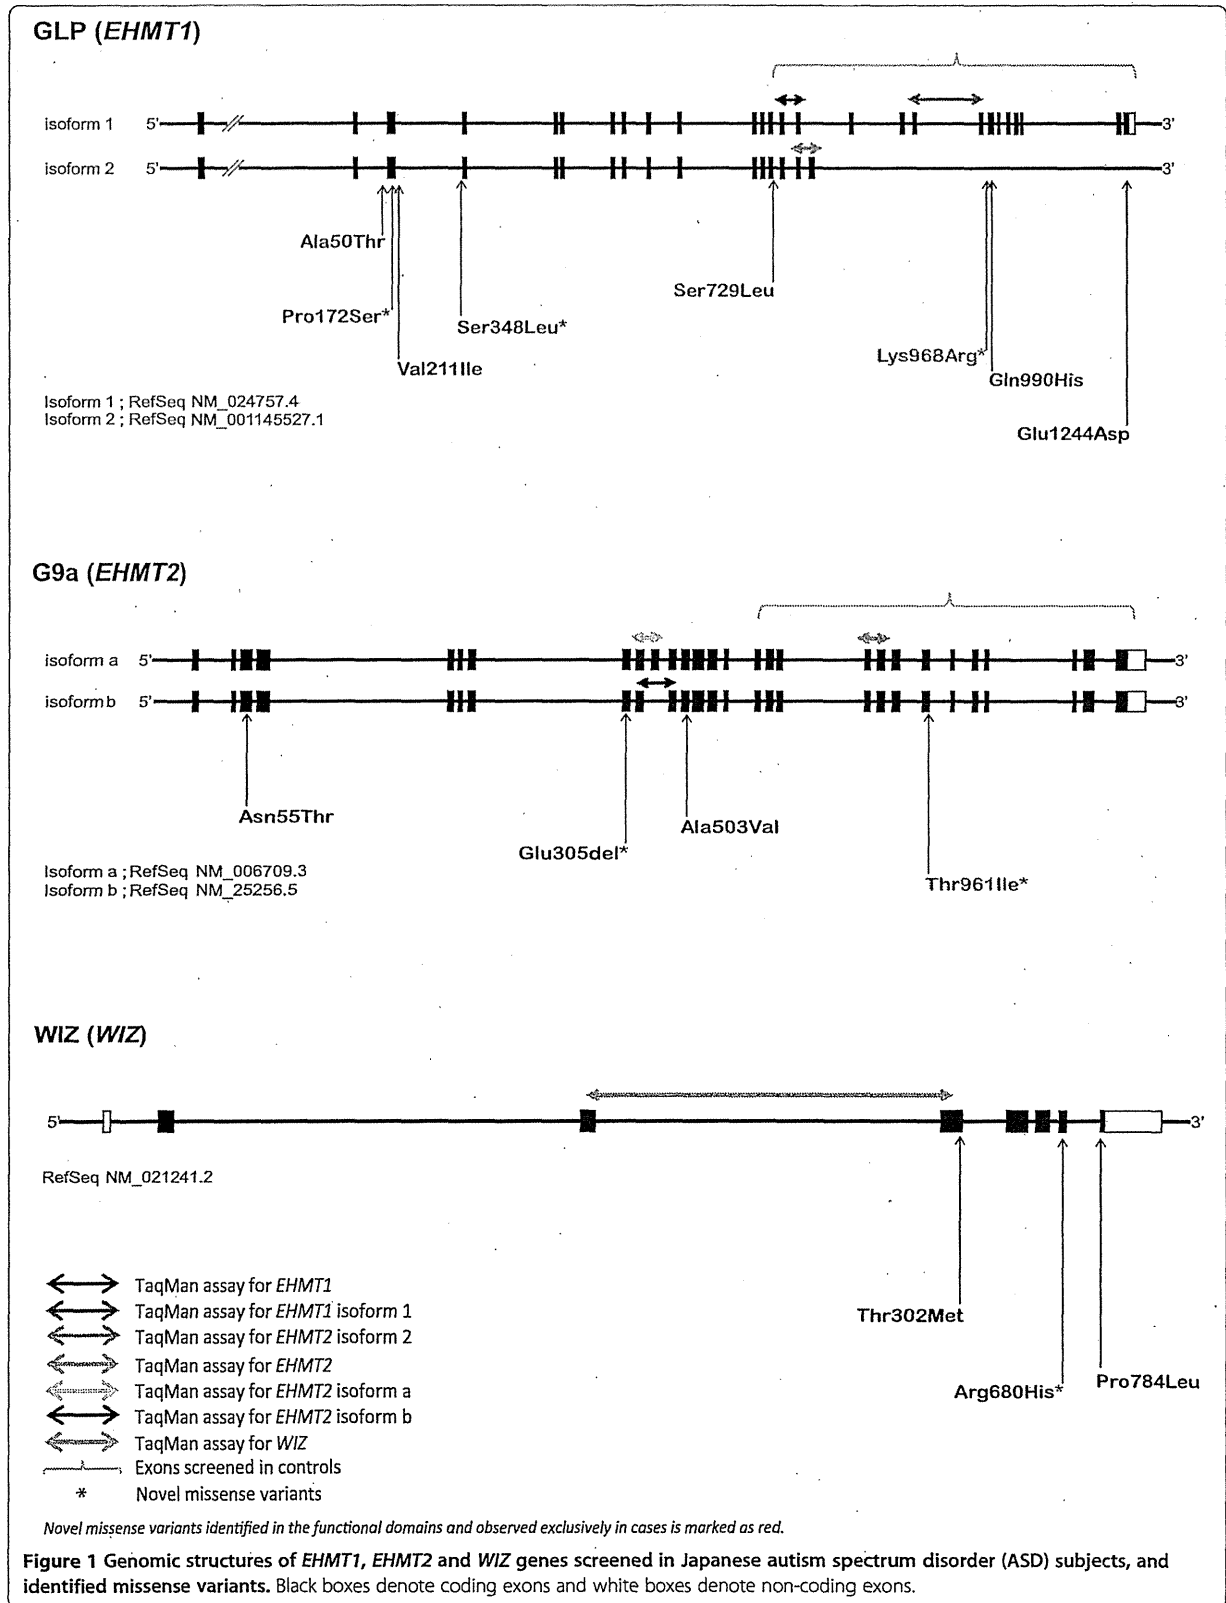 GLP (EHMT1)
isoform 1 5' 3'
isoform 2 5' 3'
Ala50Thr
Ser729Leu
Pro172Ser*
Ser348Leu*
Lys968Arg*
Val211Ile
Gln990His
Isoform 1 ; RefSeq NM_024757.4
Isoform 2 ; RefSeq NM_001145527.1
Glu1244Asp
G9a (EHMT2)
isoform a 5' 3'
isoform b 5' 3'
Asn55Thr
Ala503Val
Glu305del*
Isoform a ; RefSeq NM_006709.3
Thr961Ile*
Isoform b ; RefSeq NM_25256.5
WIZ (WIZ)
5' 3'
RefSeq NM_021241.2
TaqMan assay for EHMT1
TaqMan assay for EHMT1 isoform 1
Thr302Met
TaqMan assay for EHMT2 isoform 2
TaqMan assay for EHMT2
Pro784Leu
TaqMan assay for EHMT2 isoform a
Arg680His*
TaqMan assay for EHMT2 isoform b
TaqMan assay for WIZ
Exons screened in controls
* Novel missense variants
Novel missense variants identified in the functional domains and observed exclusively in cases is marked as red.
Figure 1 Genomic structures of EHMT1, EHMT2 and WIZ genes screened in Japanese autism spectrum disorder (ASD) subjects, and
identified missense variants. Black boxes denote coding exons and white boxes denote non-coding exons.